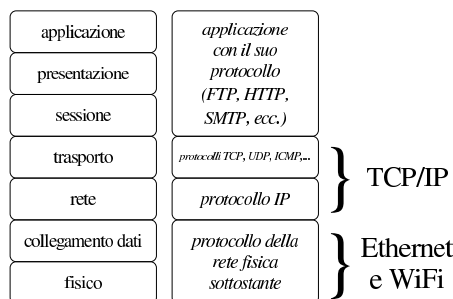 applicazione
presentazione
sessione
trasporto
rete
collegamento dati
fisico
applicazione
con il suo
protocollo
(FTP, HTTP,
SMTP, ecc.)
protocolli TCP, UDP, ICMP,...
protocollo IP
protocollo della
rete fisica
sottostante
TCP/IP
Ethernet
e WiFi